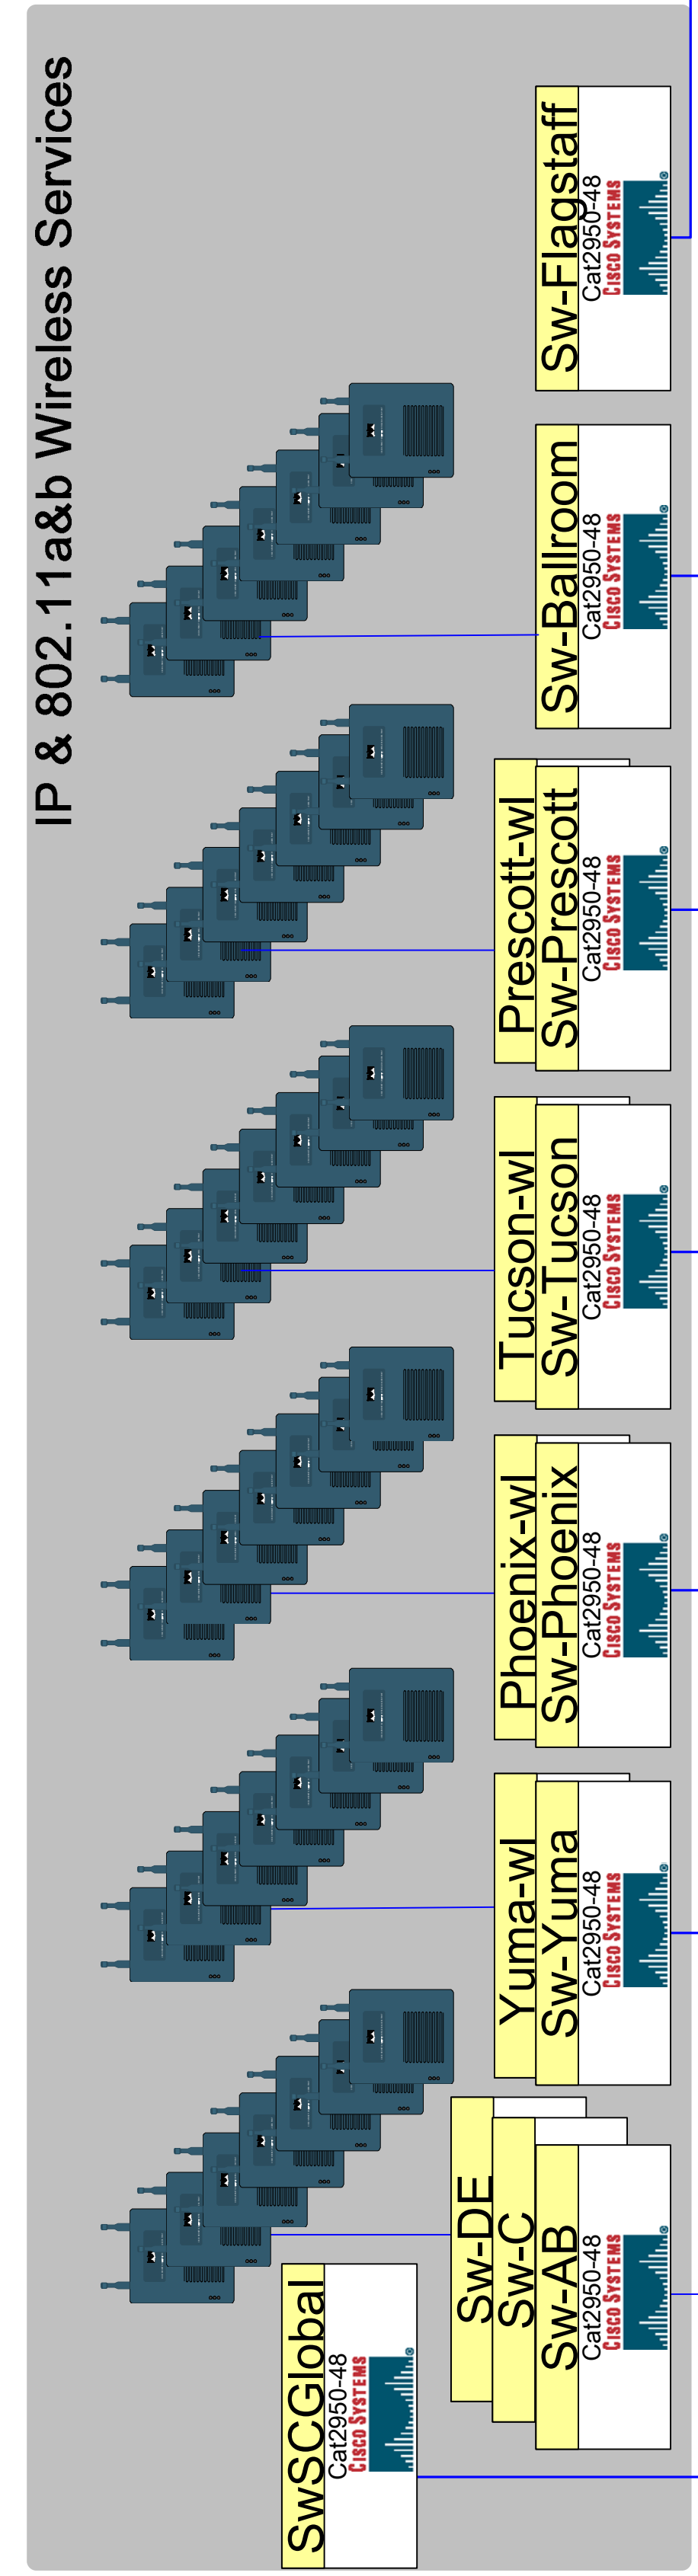 IP & 802.11a&b Wireless Services
SwSCGlobal
Cat2950-48
CISCO SYSTEMS
Sw-DE
Sw-C
Sw-AB
Cat2950-48
CISCO SYSTEMS
Yuma-wl
Sw-Yuma
Cat2950-48
CISCO SYSTEMS
Phoenix-wl
Sw-Phoenix
Cat2950-48
CISCO SYSTEMS
Tucson-wl
Sw-Tucson
Cat2950-48
CISCO SYSTEMS
Prescott-wl
Sw-Prescott
Cat2950-48
CISCO SYSTEMS
Sw-Ballroom
Cat2950-48
CISCO SYSTEMS
Sw-Flagstaff
Cat2950-48
CISCO SYSTEMS